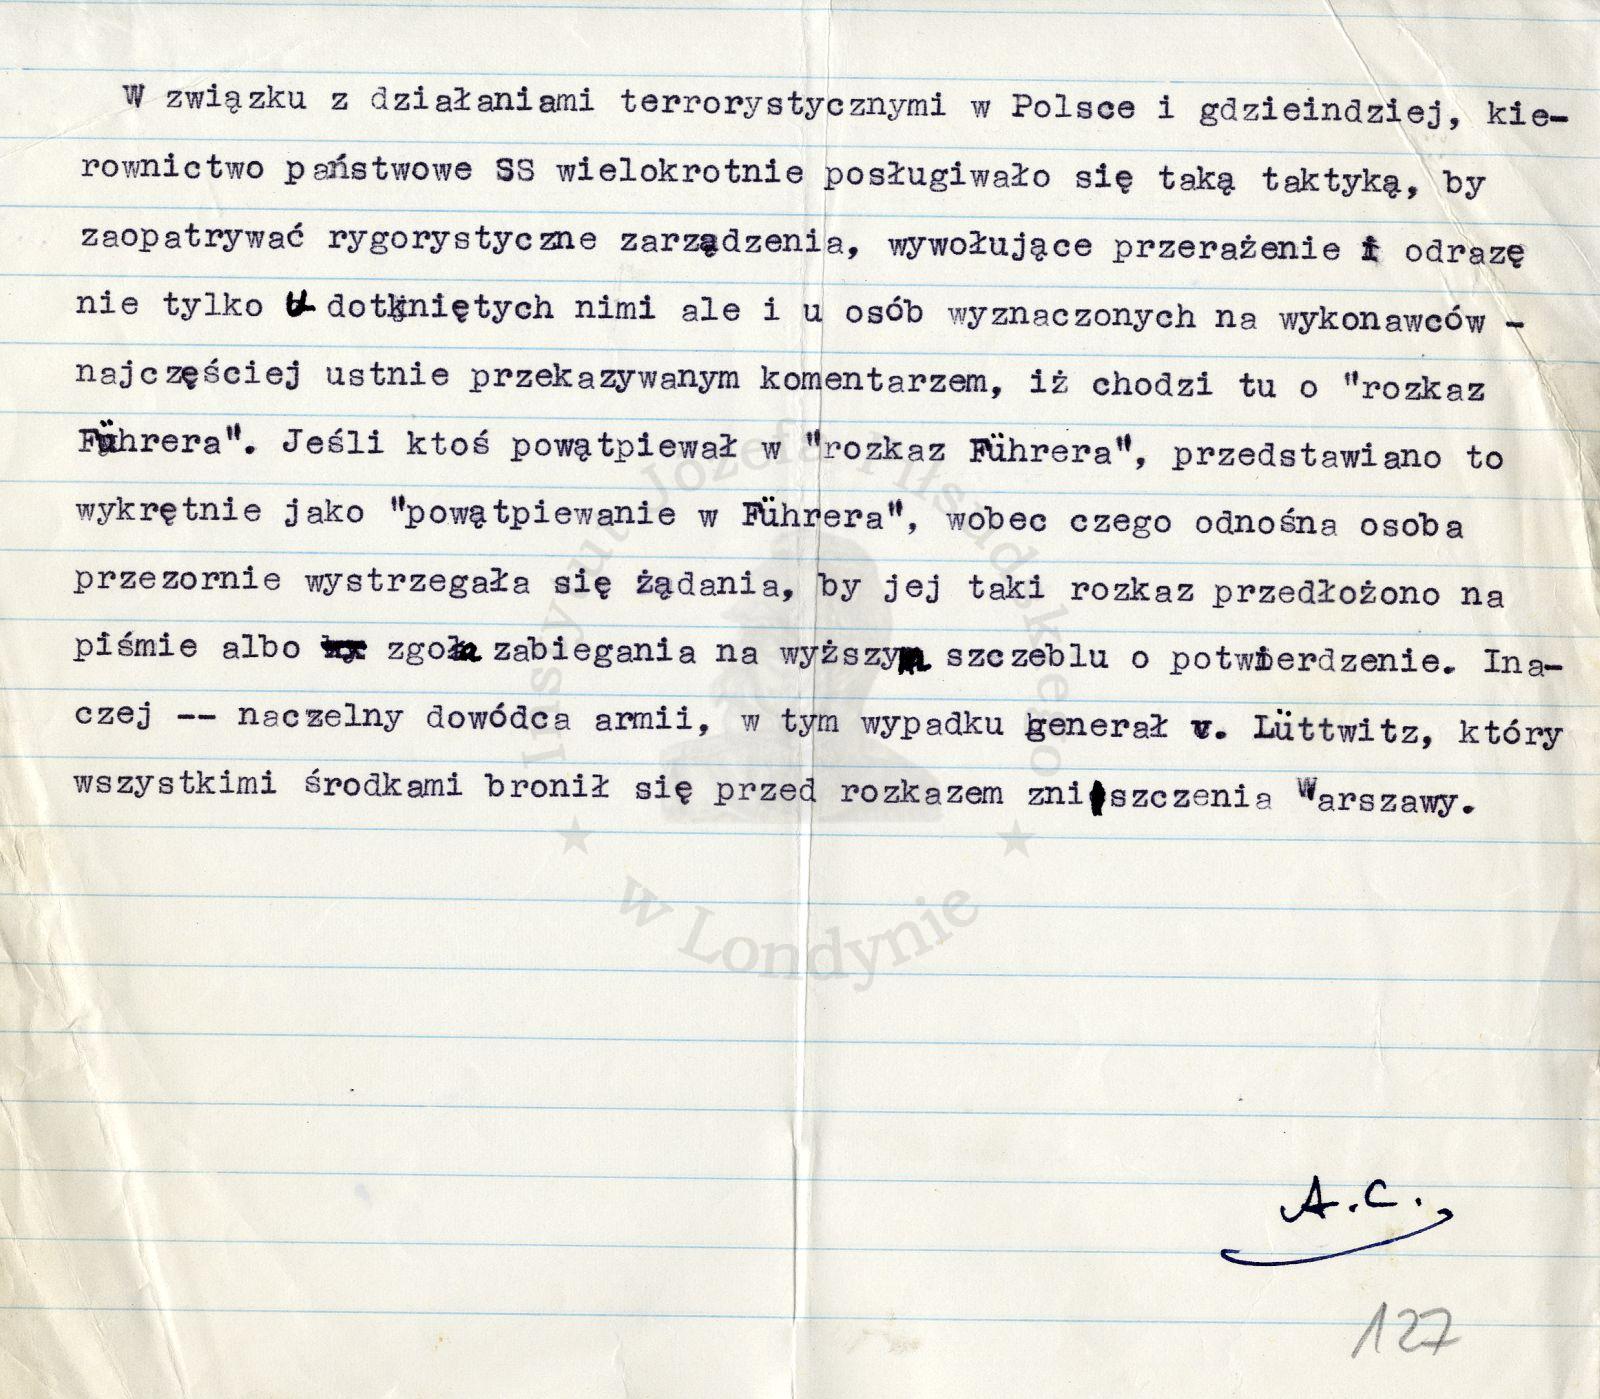 W związku z działaniami terrorystycznymi w Polsce i gdzieindziej, kie-
rownictwo państwowe SS wielokrotnie posługiwało się taką taktyką, by
zaopatrywać rygorystyczne zarządzenia, wywołujące przerażenie i odrazę
nie tylko u dotkniętych nimi ale i u osób wyznaczonych na wykonawców -
najczęściej ustnie przekazywanym komentarzem, iż chodzi tu o "rozkaz
Führera". Jeśli ktoś powątpiewał w "rozkaz Führera", przedstawiano to
wykrętnie jako "powątpiewanie w Führera", wobec czego odnośna osoba
przezornie wystrzegała się żądania, by jej taki rozkaz przedłożono na
piśmie albo zgoła zabiegania na wyższym szczeblu o potwierdzenie. Ina-
czej -- naczelny dowódca armii, w tym wypadku generał v. Lüttwitz, który
wszystkimi środkami bronił się przed rozkazem zniszczenia Warszawy.
Instytut Józefa Piłsudskiego
w Londynie
A.C.
127